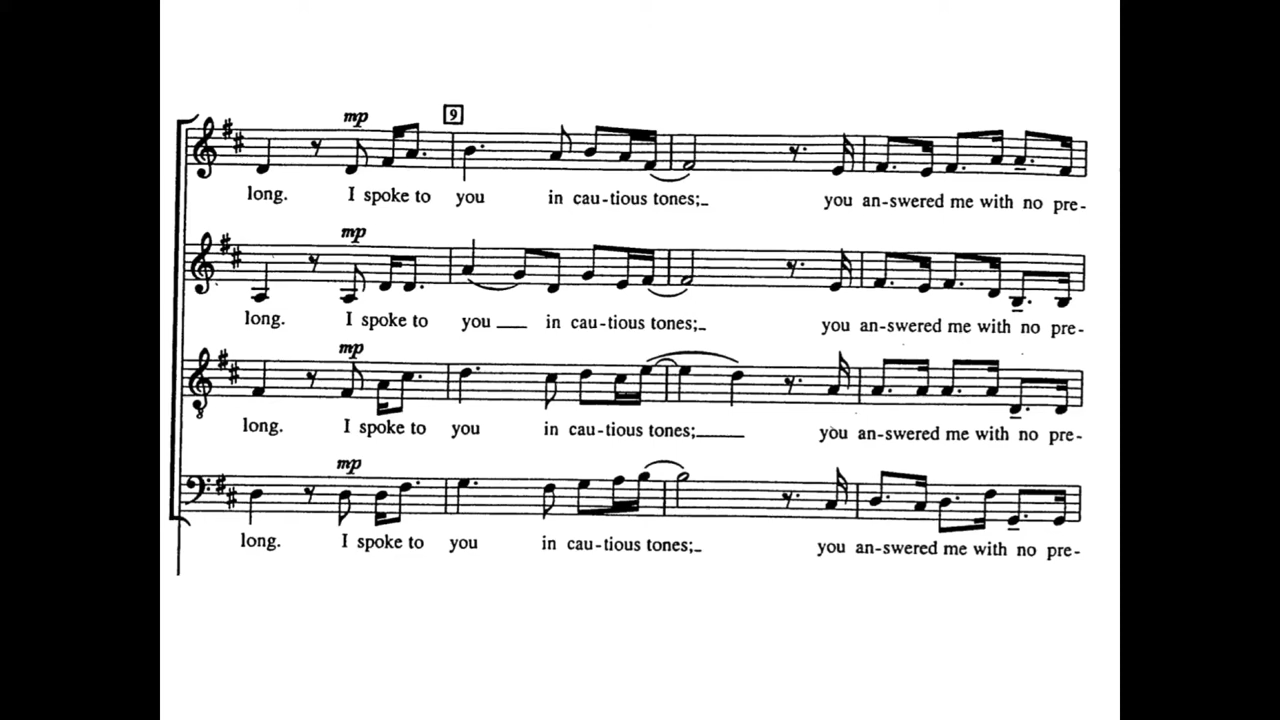 mp
9
long. I spoke to you in cau-tious tones;_ you an-swered me with no pre-
mp
long. I spoke to you ___ in cau-tious tones;_ you an-swered me with no pre-
mp
8
long. I spoke to you in cau-tious tones;____ you an-swered me with no pre-
mp
long. I spoke to you in cau-tious tones;_ you an-swered me with no pre-